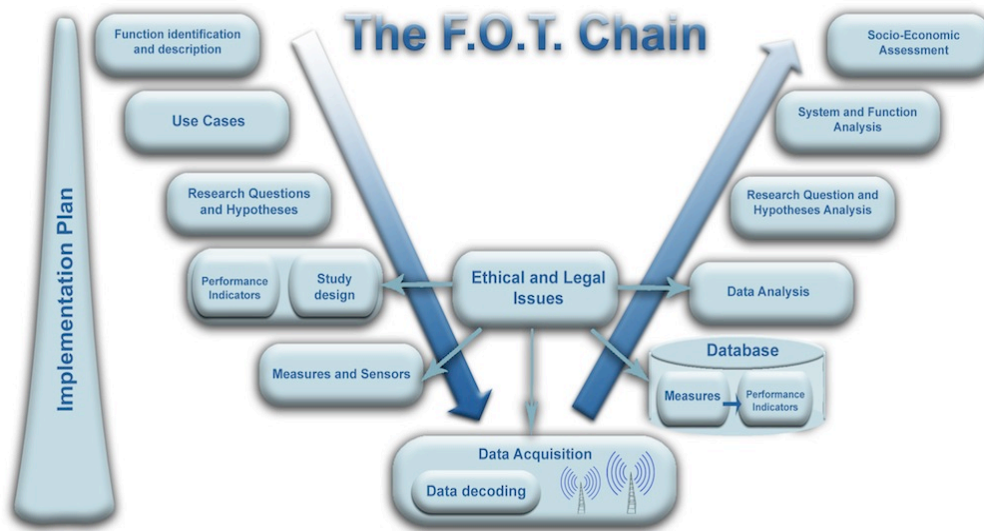 The F.O.T. Chain
Implementation Plan
Function identification
and description
Use Cases
Research Questions
and Hypotheses
Performance
Indicators
Study
design
Measures and Sensors
Ethical and Legal
Issues
Data Acquisition
Data decoding
Database
Measures
Performance
Indicators
Data Analysis
Research Question and
Hypotheses Analysis
System and Function
Analysis
Socio-Economic
Assessment